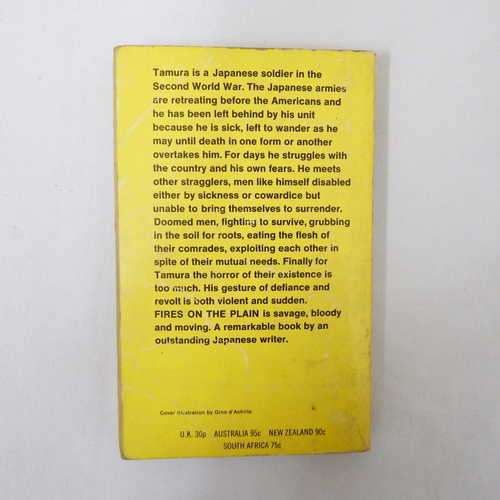 Tamura is a Japanese soldier in the
Second World War. The Japanese armies
are retreating before the Americans and
he has been left behind by his unit
because he is sick, left to wander as he
may until death in one form or another
overtakes him. For days he struggles with
the country and his own fears. He meets
other stragglers, men like himself disabled
either by sickness or cowardice but
unable to bring themselves to surrender.
Doomed men, fighting to survive, grubbing
in the soil for roots, eating the flesh of
their comrades, exploiting each other in
spite of their mutual needs. Finally for
Tamura the horror of their existence is
too much. His gesture of defiance and
revolt is both violent and sudden.
FIRES ON THE PLAIN is savage, bloody
and moving. A remarkable book by an
outstanding Japanese writer.
Cover illustration by Gino d'Achille
U.K. 30p AUSTRALIA 95c NEW ZEALAND 90c
SOUTH AFRICA 75c